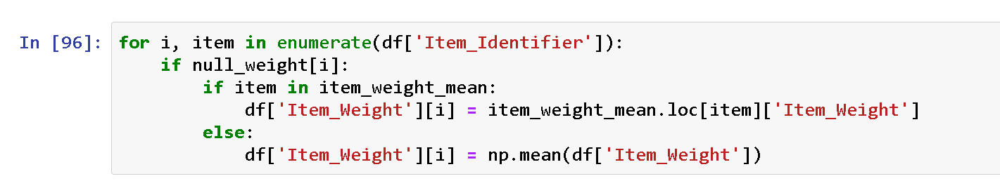 In [96]: for i, item in enumerate(df['Item_Identifier']):
    if null_weight[i]:
        if item in item_weight_mean:
            df['Item_Weight'][i] = item_weight_mean.loc[item]['Item_Weight']
        else:
            df['Item_Weight'][i] = np.mean(df['Item_Weight'])